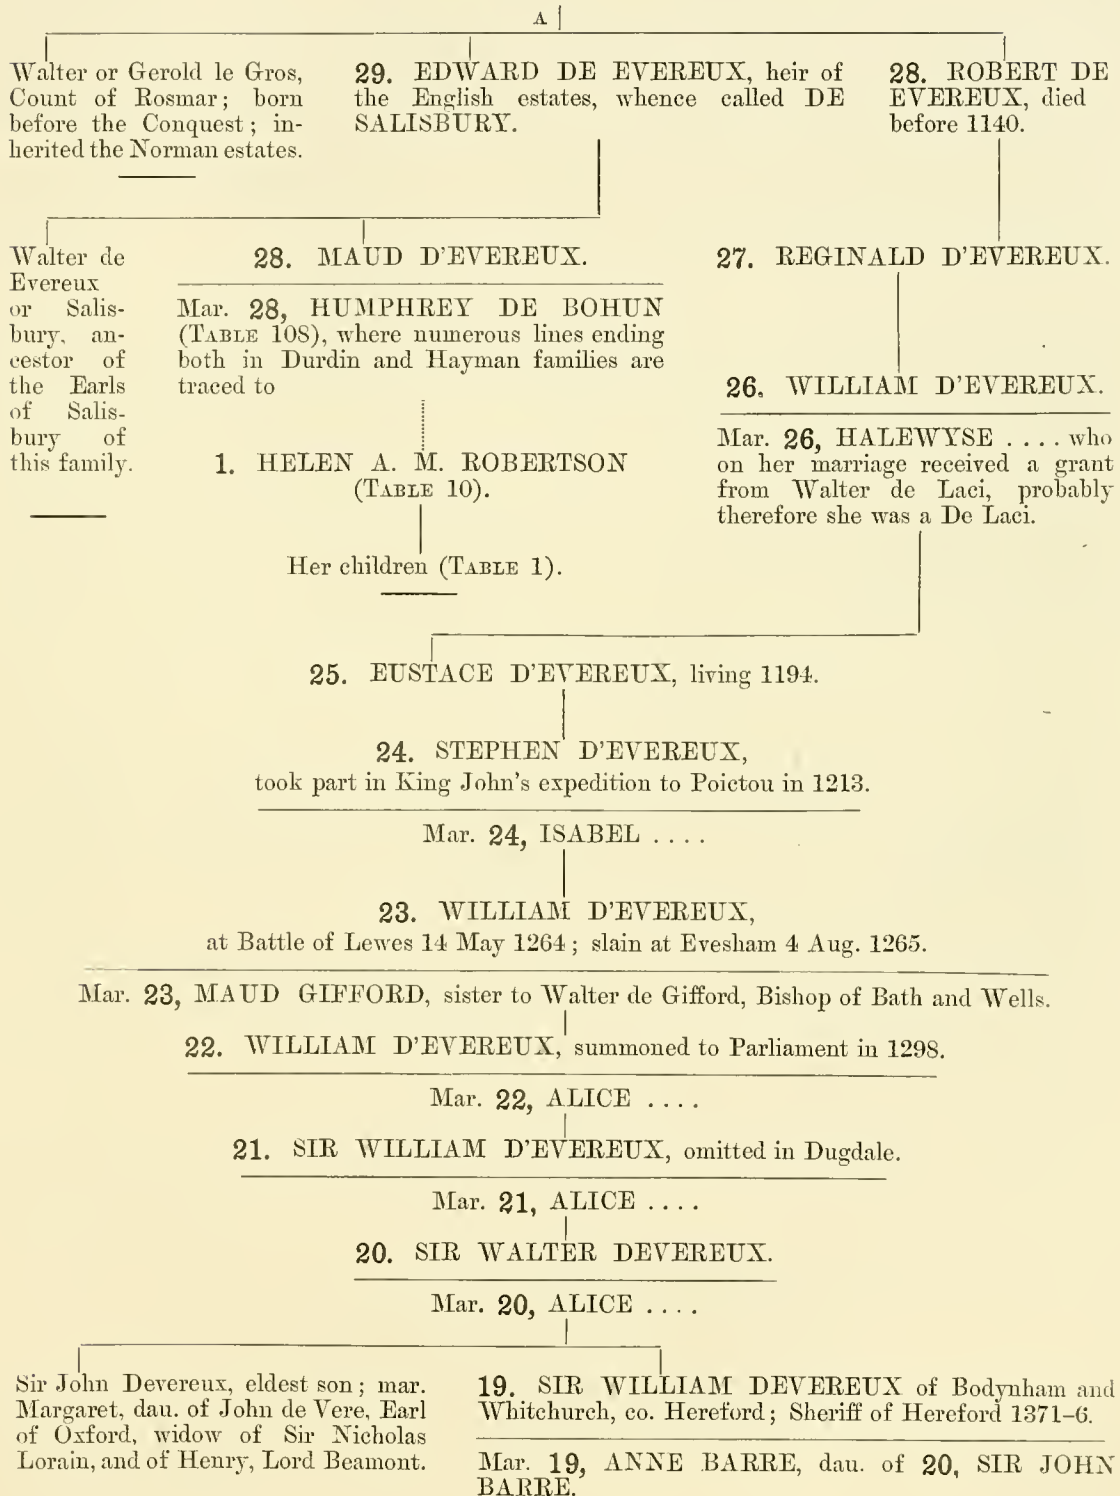 A
Walter or Gerold le Gros,
Count of Rosmar; born
before the Conquest; in-
herited the Norman estates.
29. EDWARD DE EVEREUX, heir of
the English estates, whence called DE
SALISBURY.
28. ROBERT DE
EVEREUX, died
before 1140.
Walter de
Evereux
or Salis-
bury, an-
cestor of
the Earls
of Salis-
bury of
this family.
28. MAUD D'EVEREUX.
Mar. 28, HUMPHREY DE BOHUN
(TABLE 108), where numerous lines ending
both in Durdin and Hayman families are
traced to
1. HELEN A. M. ROBERTSON
(TABLE 10).
Her children (TABLE 1).
27. REGINALD D'EVEREUX.
26. WILLIAM D'EVEREUX.
Mar. 26, HALEWYSE .... who
on her marriage received a grant
from Walter de Laci, probably
therefore she was a De Laci.
25. EUSTACE D'EVEREUX, living 1194.
24. STEPHEN D'EVEREUX,
took part in King John's expedition to Poictou in 1213.
Mar. 24, ISABEL ....
23. WILLIAM D'EVEREUX,
at Battle of Lewes 14 May 1264; slain at Evesham 4 Aug. 1265.
Mar. 23, MAUD GIFFORD, sister to Walter de Gifford, Bishop of Bath and Wells.
22. WILLIAM D'EVEREUX, summoned to Parliament in 1298.
Mar. 22, ALICE ....
21. SIR WILLIAM D'EVEREUX, omitted in Dugdale.
Mar. 21, ALICE ....
20. SIR WALTER DEVEREUX.
Mar. 20, ALICE ....
Sir John Devereux, eldest son; mar.
Margaret, dau. of John de Vere, Earl
of Oxford, widow of Sir Nicholas
Lorain, and of Henry, Lord Beamont.
19. SIR WILLIAM DEVEREUX of Bodynham and
Whitchurch, co. Hereford; Sheriff of Hereford 1371-6.
Mar. 19, ANNE BARRE, dau. of 20, SIR JOHN
BARRE.